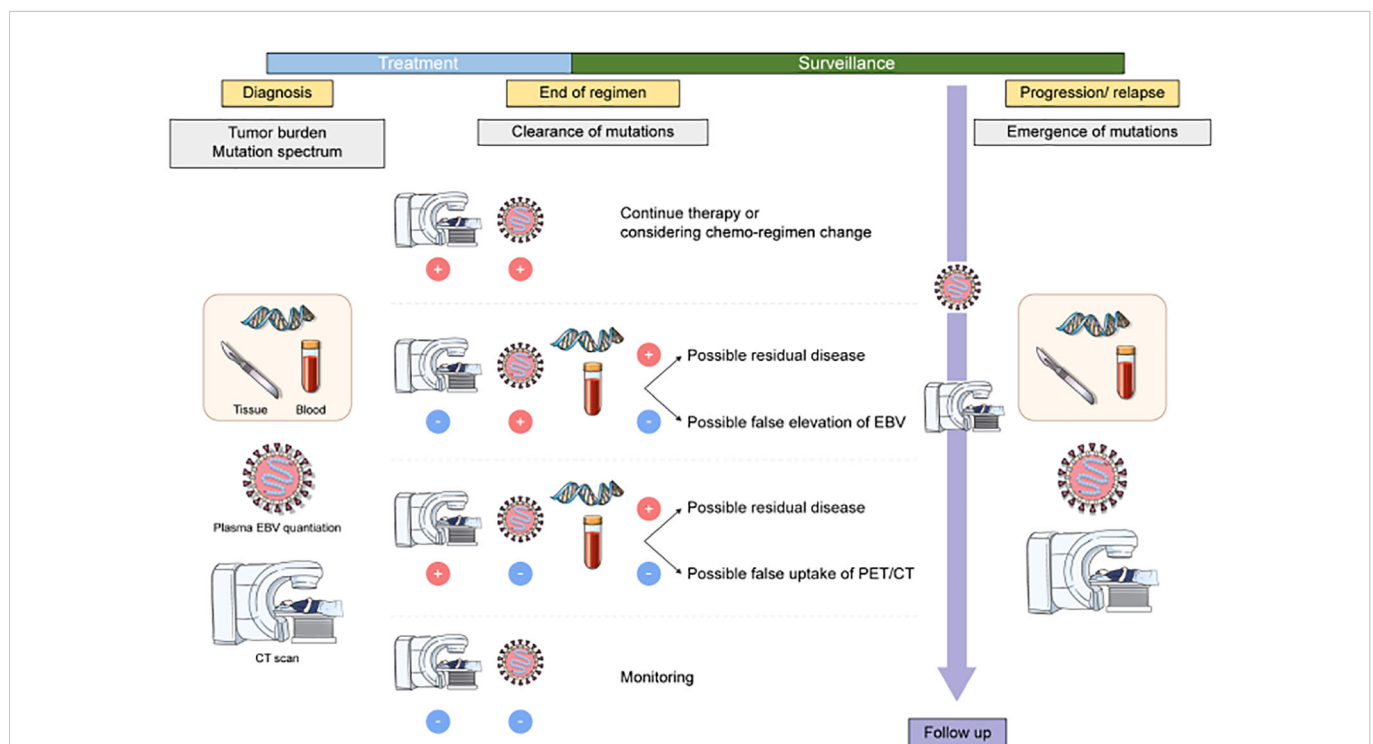 Treatment
Surveillance
Diagnosis
End of regimen
Progression/ relapse
Tumor burden
Mutation spectrum
Clearance of mutations
Emergence of mutations
Continue therapy or
considering chemo-regimen change
+
+
Tissue
Blood
+
Possible residual disease
-
+
-
Possible false elevation of EBV
Plasma EBV quantiation
+
Possible residual disease
+
-
-
Possible false uptake of PET/CT
CT scan
Monitoring
-
-
Follow up